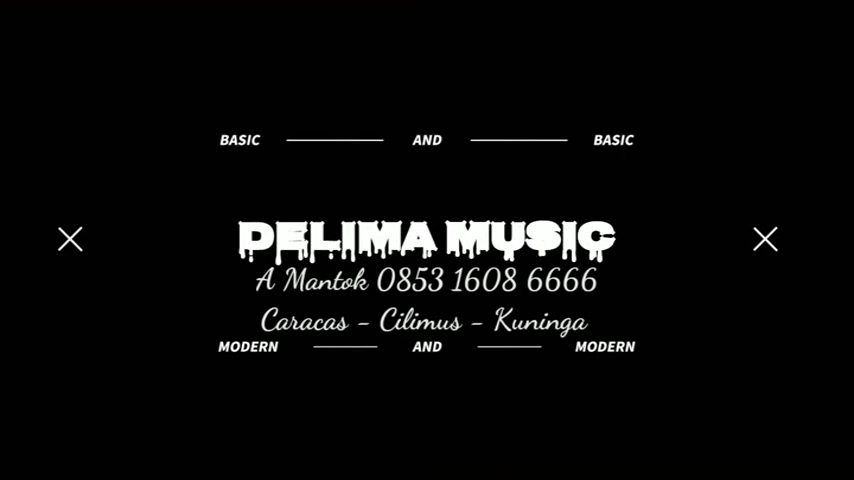 BASIC AND BASIC
DELIMA MUSIC
A Mantok 0853 1608 6666
Caracas - Cilimus - Kuninga
MODERN AND MODERN